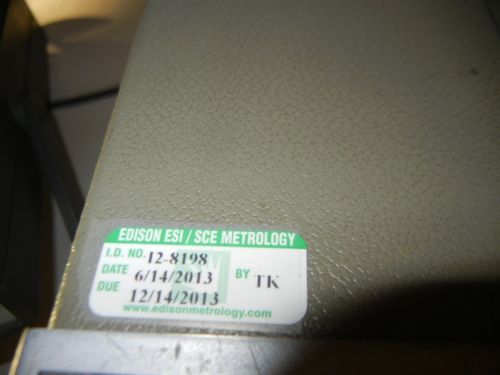 EDISON ESI / SCE METROLOGY
I.D. NO. I2-8198
DATE 6/14/2013 BY TK
DUE 12/14/2013
www.edisonmetrology.com